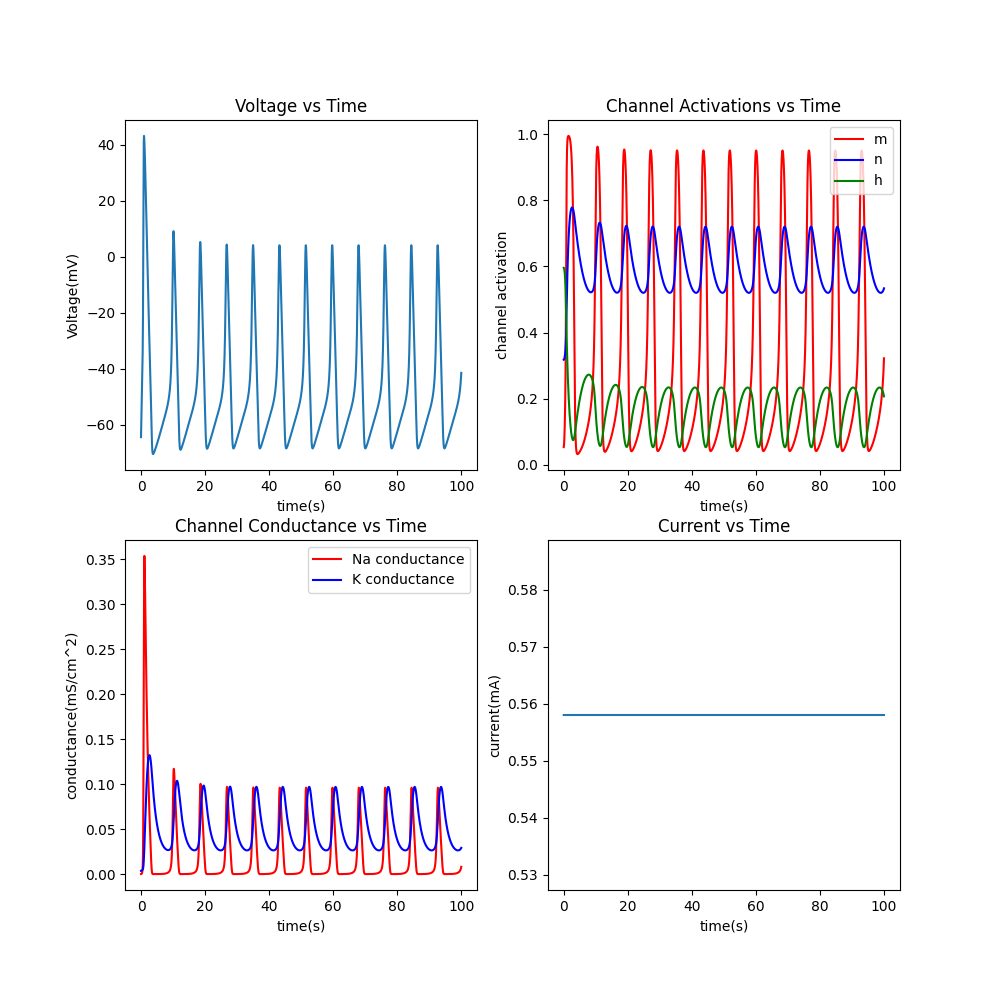 Voltage vs Time
40
20
0
−20
−40
−60
Voltage(mV)
0 20 40 60 80 100
time(s)
Channel Activations vs Time
1.0
0.8
0.6
0.4
0.2
0.0
channel activation
m
n
h
0 20 40 60 80 100
time(s)
Channel Conductance vs Time
0.35
0.30
0.25
0.20
0.15
0.10
0.05
0.00
conductance(mS/cm^2)
Na conductance
K conductance
0 20 40 60 80 100
time(s)
Current vs Time
0.58
0.57
0.56
0.55
0.54
0.53
current(mA)
0 20 40 60 80 100
time(s)